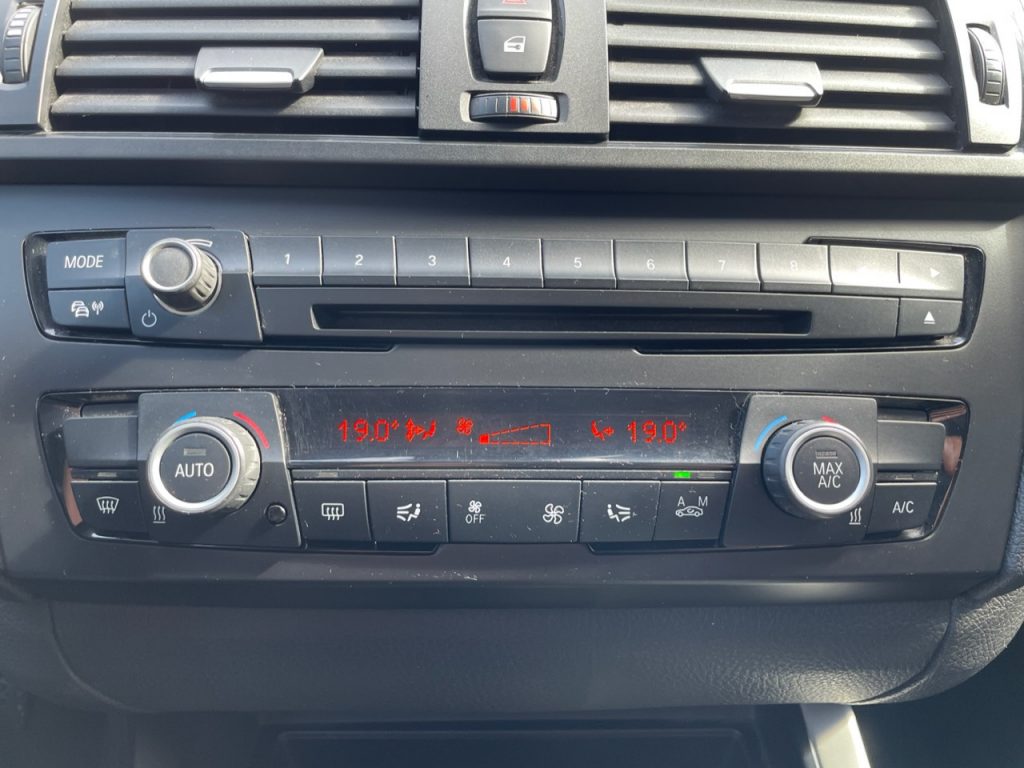 MODE 1 2 3 4 5 6 7 8
19.0° 19.0°
AUTO MAX A/C
OFF A M A/C